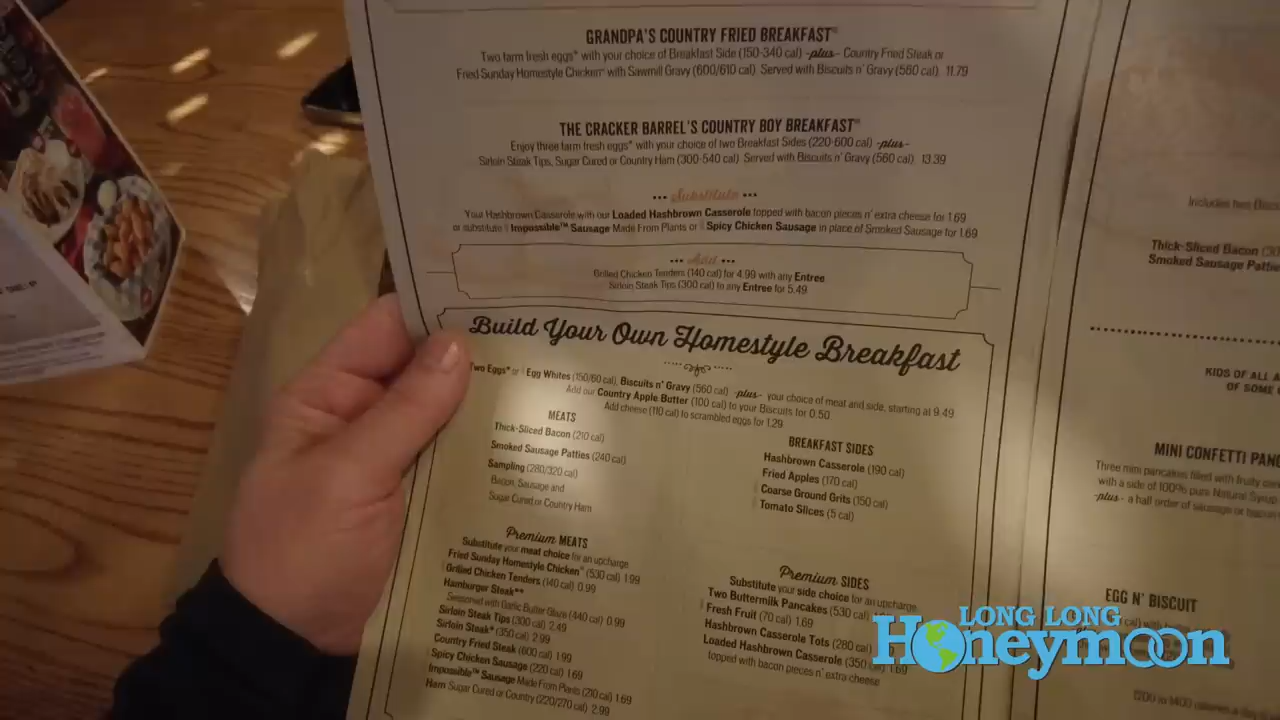 GRANDPA'S COUNTRY FRIED BREAKFAST®
Two farm fresh eggs* with your choice of Breakfast Side (150-340 cal) -plus- Country Fried Steak or
Fried Sunday Homestyle Chicken® with Sawmill Gravy (600/610 cal) Served with Biscuits n' Gravy (560 cal) 11.79
THE CRACKER BARREL'S COUNTRY BOY BREAKFAST®
Enjoy three farm fresh eggs* with your choice of two Breakfast Sides (220-600 cal) -plus-
Sirloin Steak Tips, Sugar Cured or Country Ham (300-540 cal) Served with Biscuits n' Gravy (560 cal) 13.39
••• Substitute •••
Your Hashbrown Casserole with our Loaded Hashbrown Casserole topped with bacon pieces n' extra cheese for 1.69
or substitute Impossible™ Sausage Made From Plants or Spicy Chicken Sausage in place of Smoked Sausage for 1.69
••• Add •••
Grilled Chicken Tenders (140 cal) for 4.99 with any Entree
Sirloin Steak Tips (300 cal) to any Entree for 5.49
Build Your Own Homestyle Breakfast
Two Eggs* or Egg Whites (150/60 cal), Biscuits n' Gravy (560 cal) -plus- your choice of meat and side, starting at 9.49
Add our Country Apple Butter (100 cal) to your Biscuits for 0.50
Add cheese (110 cal) to scrambled eggs for 1.29
MEATS
Thick-Sliced Bacon (210 cal)
Smoked Sausage Patties (240 cal)
Sampling (280/320 cal)
Bacon, Sausage and
Sugar Cured or Country Ham
Premium MEATS
Substitute your meat choice for an upcharge
Fried Sunday Homestyle Chicken® (530 cal) 1.99
Grilled Chicken Tenders (140 cal) 0.99
Hamburger Steak**
Seasoned with Garlic Butter Glaze (440 cal) 0.99
Sirloin Steak Tips (300 cal) 2.49
Sirloin Steak* (350 cal) 2.99
Country Fried Steak (600 cal) 1.99
Spicy Chicken Sausage (220 cal) 1.69
Impossible™ Sausage Made From Plants (210 cal) 1.69
Ham Sugar Cured or Country (220/270 cal) 2.99
BREAKFAST SIDES
Hashbrown Casserole (190 cal)
Fried Apples (170 cal)
Coarse Ground Grits (150 cal)
Tomato Slices (5 cal)
Premium SIDES
Substitute your side choice for an upcharge
Two Buttermilk Pancakes (530 cal)
Fresh Fruit (70 cal) 1.69
Hashbrown Casserole Tots (280 cal)
Loaded Hashbrown Casserole (350 cal) 1.69
topped with bacon pieces n' extra cheese
Includes two
Thick-Sliced Bacon
Smoked Sausage Patties
KIDS OF ALL
OF SOME
MINI CONFETTI
Three mini pancakes filled with fruity
with a side of 100% pure Natural Syrup
-plus- a half order of sausage or bacon
EGG N' BISCUIT
LONG LONG
Honeymoon